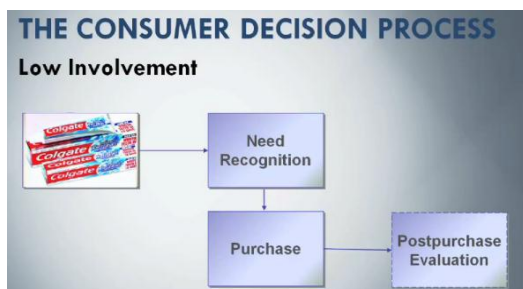 THE CONSUMER DECISION PROCESS
Low Involvement
Colgate
Colgate
Colgate
Colgate
Need
Recognition
Purchase
Postpurchase
Evaluation